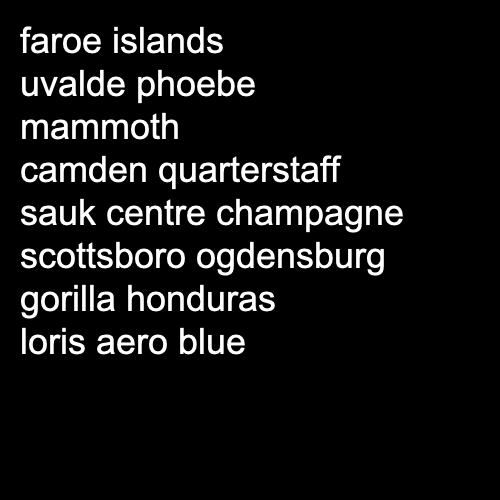 faroe islands
uvalde phoebe
mammoth
camden quarterstaff
sauk centre champagne
scottsboro ogdensburg
gorilla honduras
loris aero blue